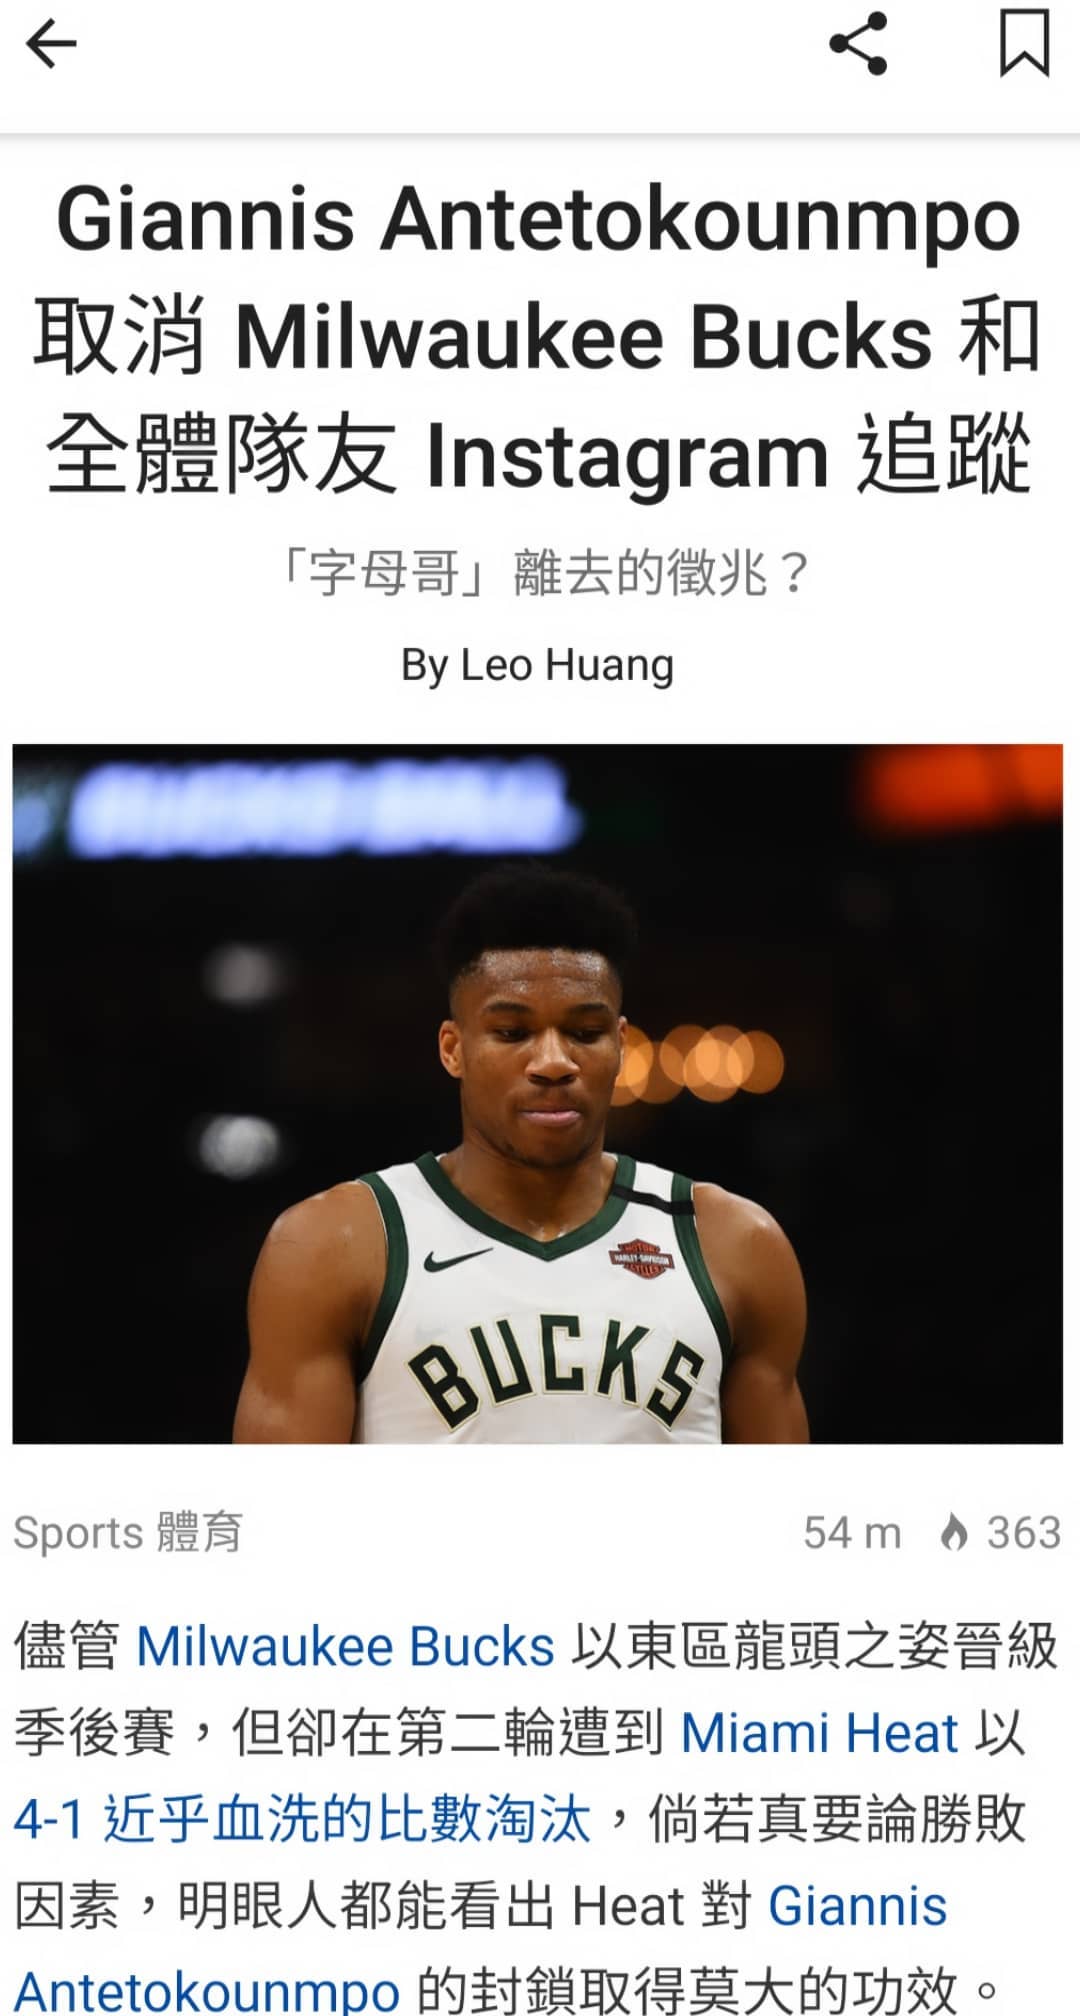 Giannis Antetokounmpo
取消 Milwaukee Bucks 和
全體隊友 Instagram 追蹤
「字母哥」離去的徵兆？
By Leo Huang
MOTOR
HARLEY-DAVIDSON
CYCLES
BUCKS
Sports 體育
54 m 363
儘管 Milwaukee Bucks 以東區龍頭之姿晉級
季後賽，但卻在第二輪遭到 Miami Heat 以
4-1 近乎血洗的比數淘汰，倘若真要論勝敗
因素，明眼人都能看出 Heat 對 Giannis
Antetokounmpo 的封鎖取得莫大的功效。